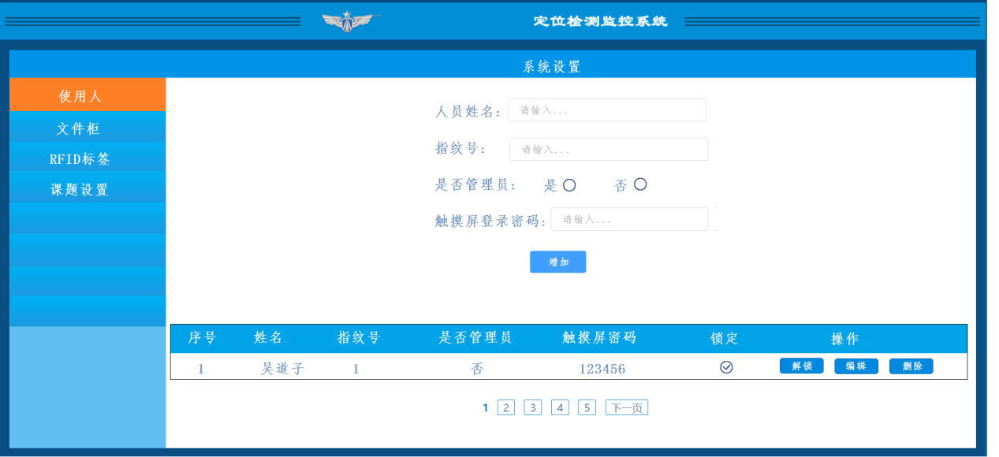 定位检测监控系统
系统设置
使用人
文件柜
RFID标签
课题设置
人员姓名: 请输入...
指纹号: 请输入...
是否管理员: 是 否
触摸屏登录密码: 请输入...
增加
序号 姓名 指纹号 是否管理员 触摸屏密码 锁定 操作
1 吴道子 1 否 123456 解锁 编辑 删除
1 2 3 4 5 下一页